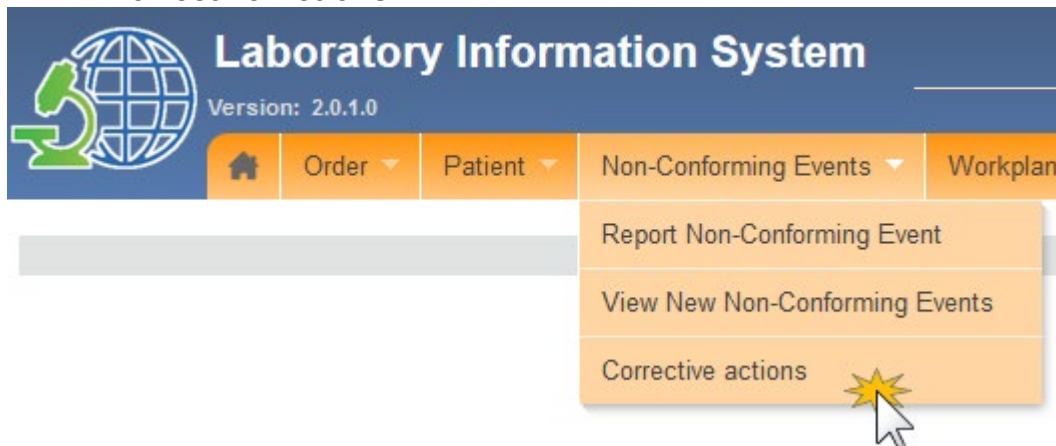 Laboratory Information System
Version: 2.0.1.0
Order Patient Non-Conforming Events Workplan
Report Non-Conforming Event
View New Non-Conforming Events
Corrective actions